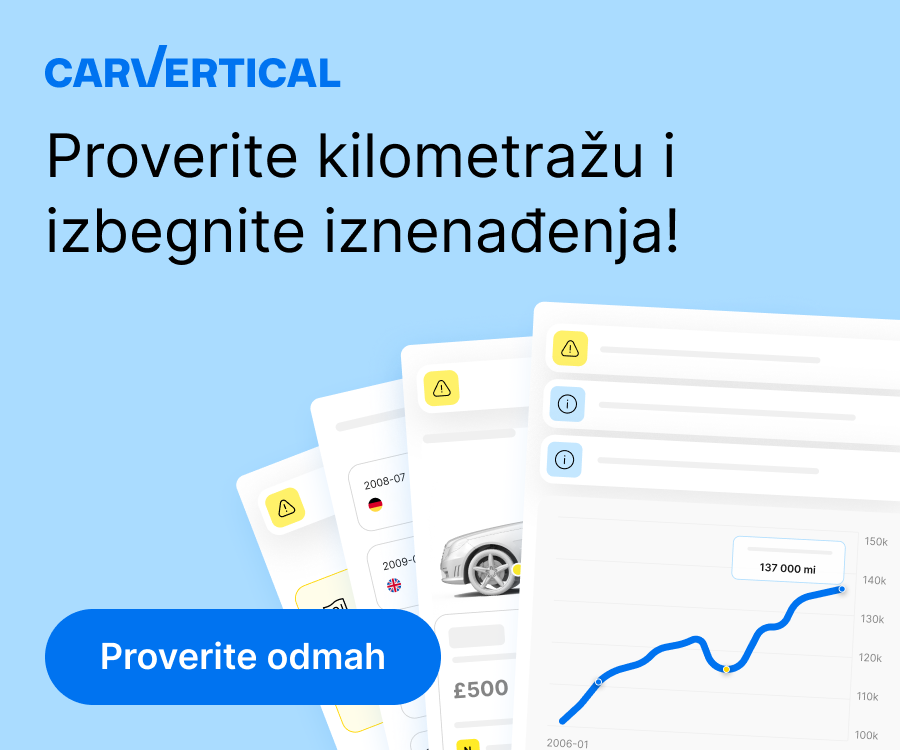 CARVERTICAL
Proverite kilometražu i
izbegnite iznenađenja!
2008-07
2009-0
£500
137 000 mi
150k
140k
130k
120k
110k
100k
2006-01
Proverite odmah